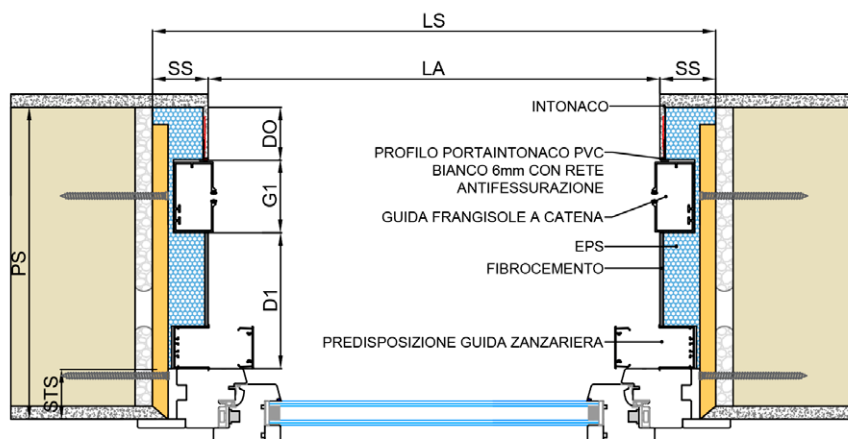 LS
SS
LA
SS
INTONACO
DO
PROFILO PORTAINTONACO PVC
BIANCO 6mm CON RETE
ANTIFESSURAZIONE
G1
GUIDA FRANGISOLE A CATENA
EPS
PS
FIBROCEMENTO
D1
PREDISPOSIZIONE GUIDA ZANZARIERA
STS